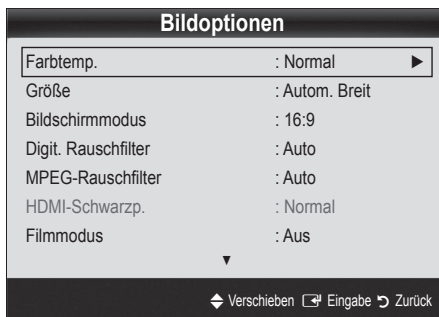 Bildoptionen
Farbtemp. : Normal ►
Größe : Autom. Breit
Bildschirmmodus : 16:9
Digit. Rauschfilter : Auto
MPEG-Rauschfilter : Auto
HDMI-Schwarzp. : Normal
Filmmodus : Aus
▼
Verschieben Eingabe Zurück